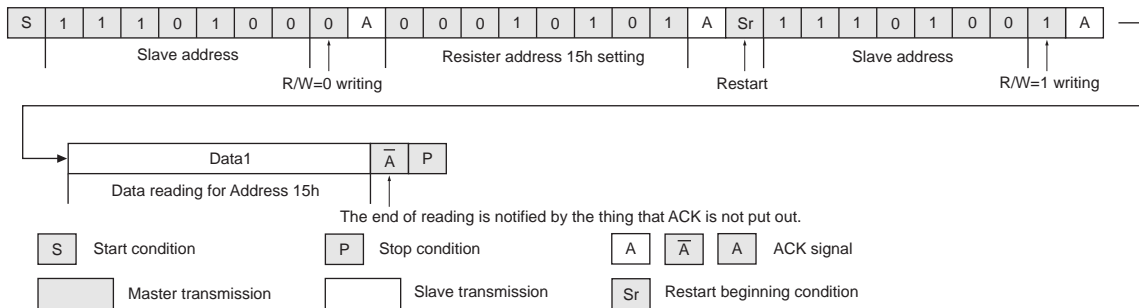 S 1 1 1 0 1 0 0 0 A 0 0 0 1 0 1 0 1 A Sr 1 1 1 0 1 0 0 1 A
Slave address Resister address 15h setting Slave address
R/W=0 writing Restart R/W=1 writing
Data1 A̅ P
Data reading for Address 15h
The end of reading is notified by the thing that ACK is not put out.
S Start condition P Stop condition A A̅ A ACK signal
Master transmission Slave transmission Sr Restart beginning condition